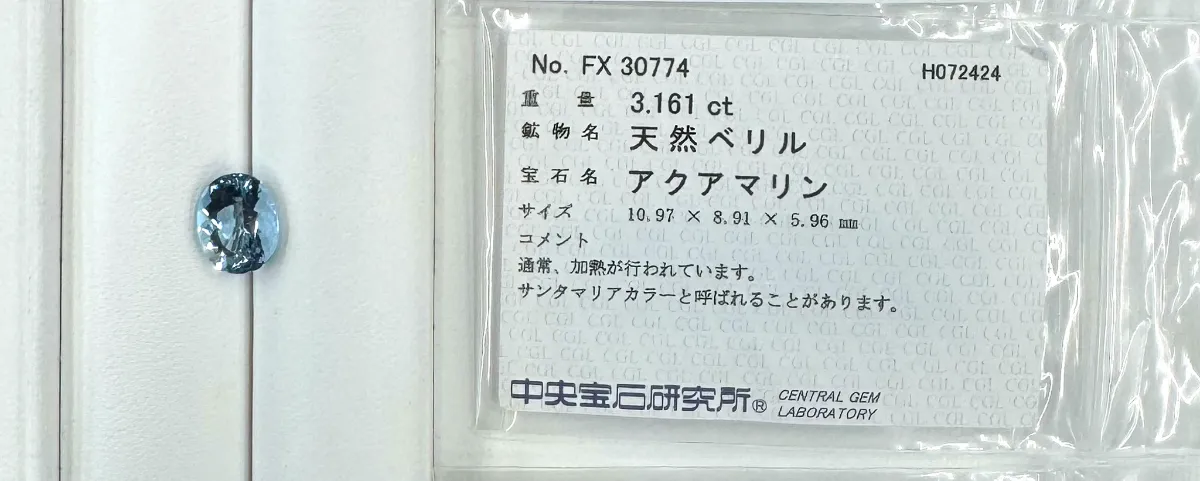 No. FX 30774
H072424
重量 3.161 ct
鉱物名 天然ベリル
宝石名 アクアマリン
サイズ 10.97 × 8.91 × 5.96 mm
コメント
通常、加熱が行われています。
サンタマリアカラーと呼ばれることがあります。
中央宝石研究所® CENTRAL GEM
LABORATORY